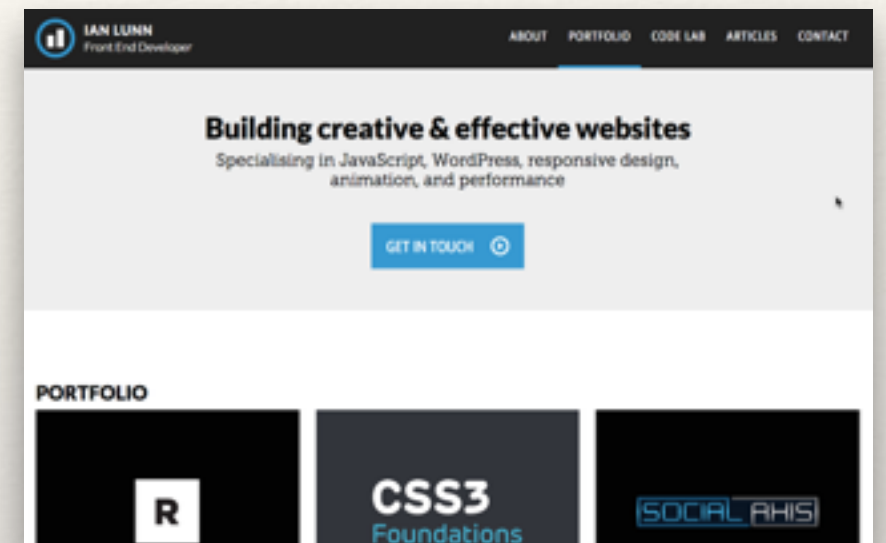 IAN LUNN
Front End Developer
ABOUT PORTFOLIO CODE LAB ARTICLES CONTACT
Building creative & effective websites
Specialising in JavaScript, WordPress, responsive design,
animation, and performance
GET IN TOUCH
PORTFOLIO
R
CSS3
Foundations
SOCIAL AHIS